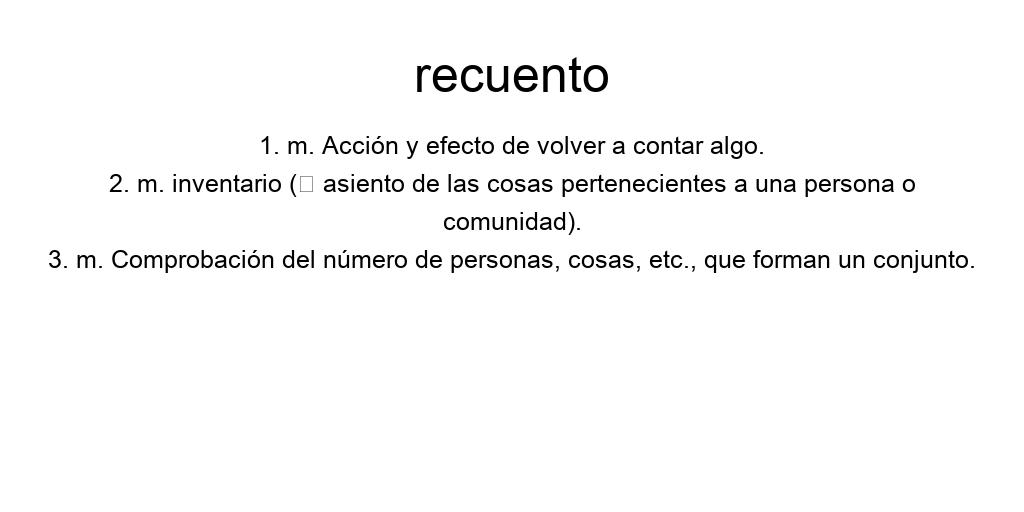 recuento
1. m. Acción y efecto de volver a contar algo.
2. m. inventario (□ asiento de las cosas pertenecientes a una persona o
comunidad).
3. m. Comprobación del número de personas, cosas, etc., que forman un conjunto.